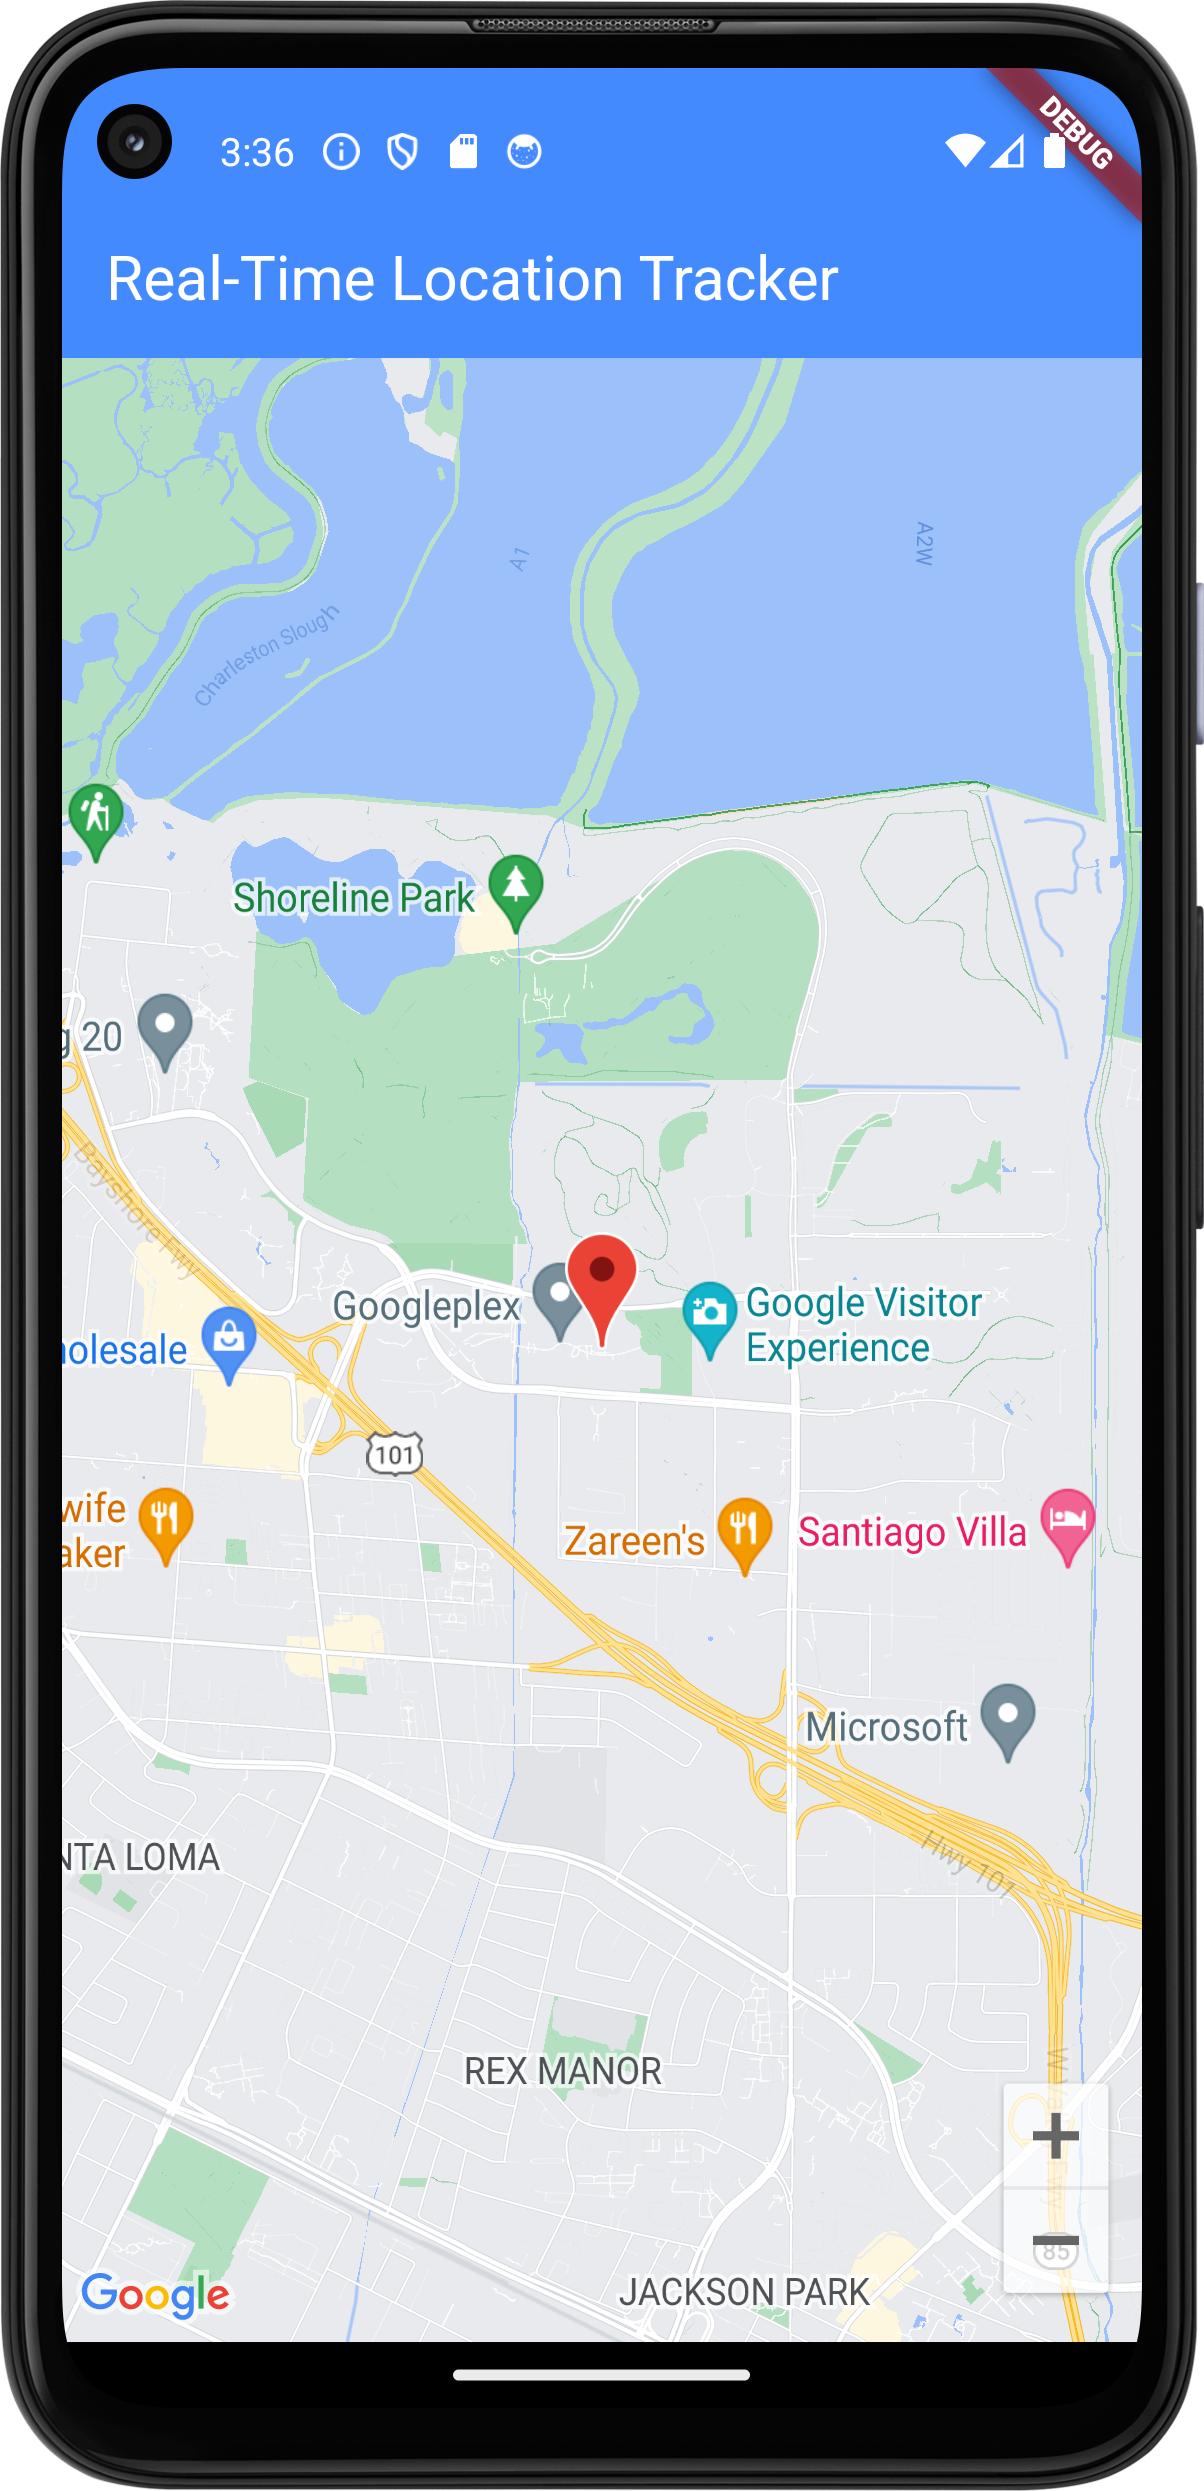 3:36
DEBUG
Real-Time Location Tracker
A1
A2W
Charleston Slough
Shoreline Park
g 20
Bayshore Fwy
Googleplex
Google Visitor
Experience
olesale
101
wife
aker
Zareen's
Santiago Villa
Microsoft
Hwy 101
NTA LOMA
REX MANOR
+
−
85
JACKSON PARK
Google